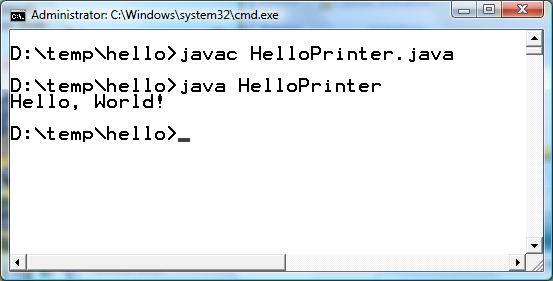 Administrator: C:\Windows\system32\cmd.exe
D:\temp\hello>javac HelloPrinter.java
D:\temp\hello>java HelloPrinter
Hello, World!
D:\temp\hello>_